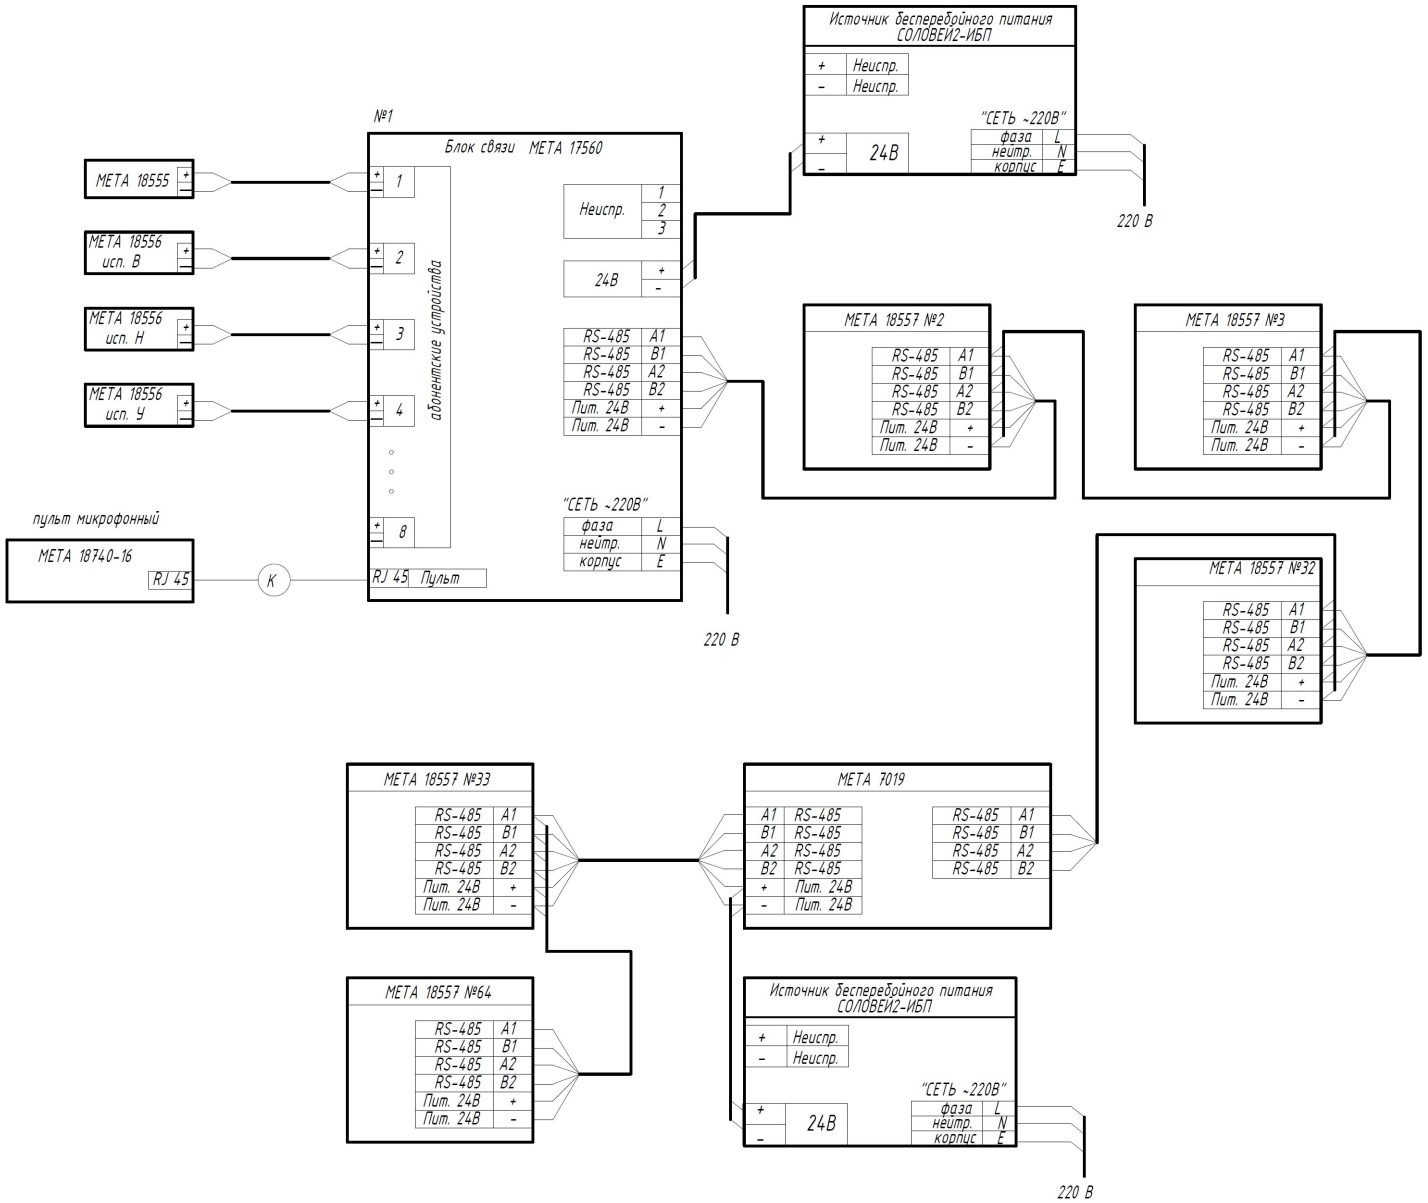 Источник бесперебойного питания
СОЛОВЕЙ2-ИБП
+ Неиспр.
- Неиспр.
"СЕТЬ ~220В"
+ 24В -
фаза L
нейтр. N
корпус E
220 В
№1
Блок связи МЕТА 17560
МЕТА 18555 + −
+ − 1
МЕТА 18556
исп. В + −
+ − 2
МЕТА 18556
исп. Н + −
+ − 3
МЕТА 18556
исп. У + −
+ − 4
+ − 8
абонентские устройства
Неиспр. 1
2
3
24В +
-
RS-485 A1
RS-485 B1
RS-485 A2
RS-485 B2
Пит. 24В +
Пит. 24В -
"СЕТЬ ~220В"
фаза L
нейтр. N
корпус E
220 В
пульт микрофонный
МЕТА 18740-16
RJ 45
К
RJ 45 Пульт
МЕТА 18557 №2
RS-485 A1
RS-485 B1
RS-485 A2
RS-485 B2
Пит. 24В +
Пит. 24В -
МЕТА 18557 №3
RS-485 A1
RS-485 B1
RS-485 A2
RS-485 B2
Пит. 24В +
Пит. 24В -
МЕТА 18557 №32
RS-485 A1
RS-485 B1
RS-485 A2
RS-485 B2
Пит. 24В +
Пит. 24В -
МЕТА 18557 №33
RS-485 A1
RS-485 B1
RS-485 A2
RS-485 B2
Пит. 24В +
Пит. 24В -
МЕТА 7019
A1 RS-485
B1 RS-485
A2 RS-485
B2 RS-485
+ Пит. 24В
- Пит. 24В
RS-485 A1
RS-485 B1
RS-485 A2
RS-485 B2
МЕТА 18557 №64
RS-485 A1
RS-485 B1
RS-485 A2
RS-485 B2
Пит. 24В +
Пит. 24В -
Источник бесперебойного питания
СОЛОВЕЙ2-ИБП
+ Неиспр.
- Неиспр.
"СЕТЬ ~220В"
+ 24В -
фаза L
нейтр. N
корпус E
220 В